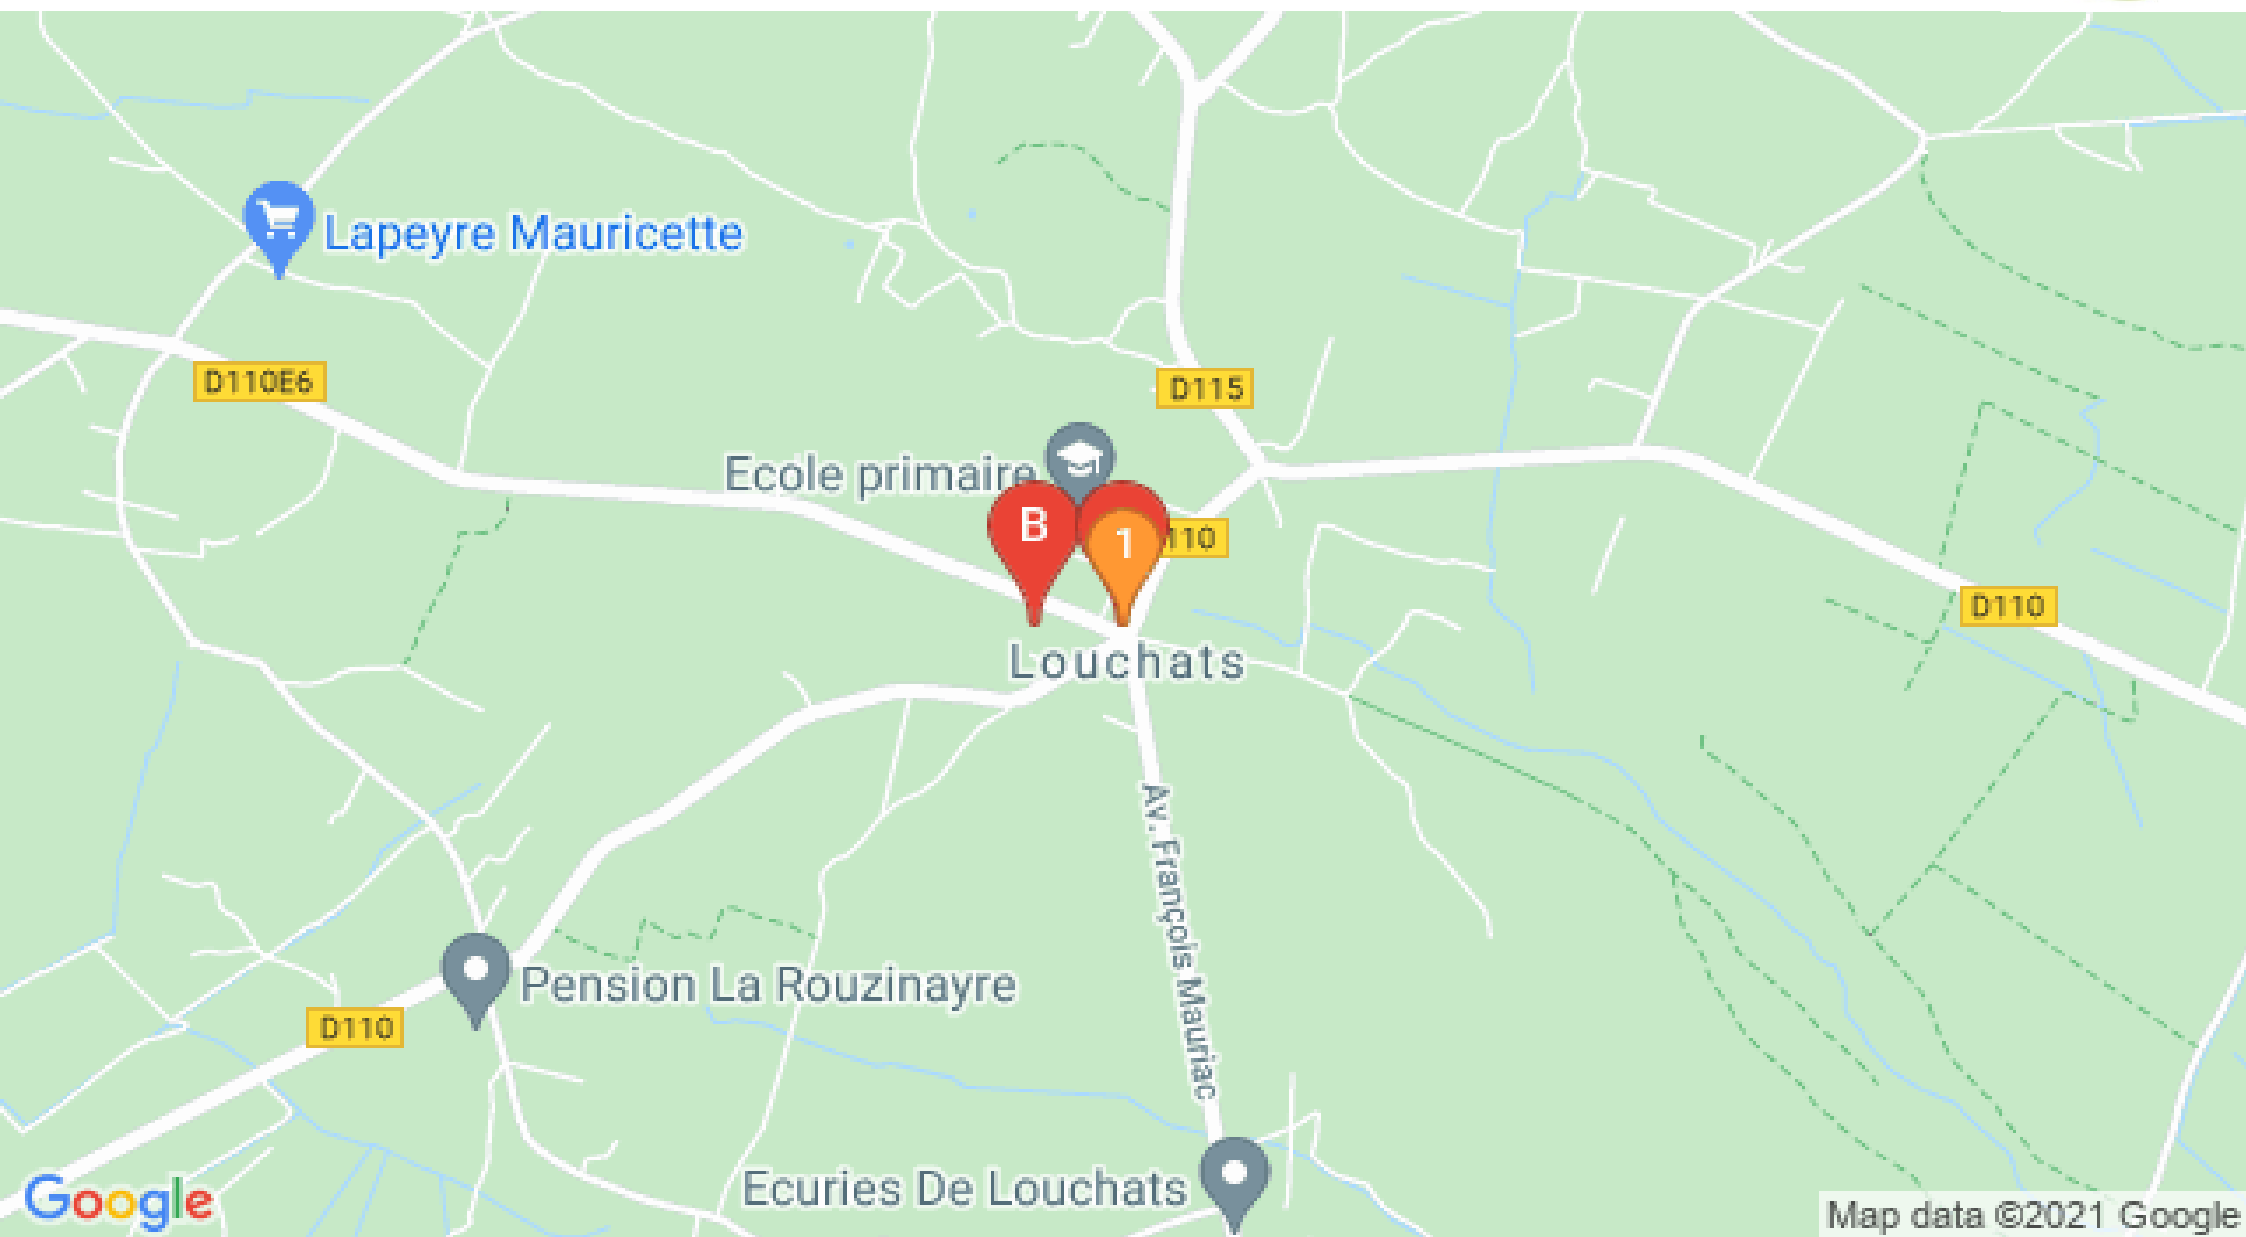 Lapeyre Mauricette
D110E6
D115
Ecole primaire
B
1
110
D110
Louchats
Av. François Mauriac
Pension La Rouzinayre
D110
Ecuries De Louchats
Google
Map data ©2021 Google